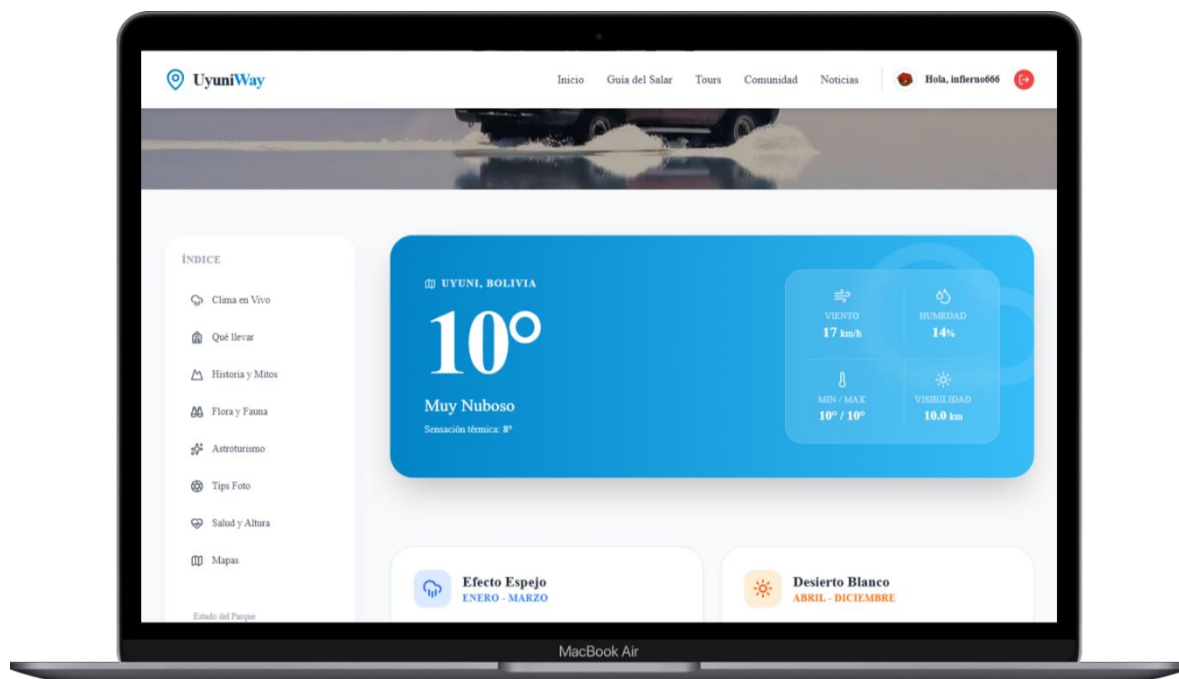 UyuniWay
Inicio Guía del Salar Tours Comunidad Noticias Hola, infierno666
ÍNDICE
Clima en Vivo
Qué llevar
Historia y Mitos
Flora y Fauna
Astroturismo
Tips Foto
Salud y Altura
Mapas
Estado del Parque
UYUNI, BOLIVIA
10°
Muy Nuboso
Sensación térmica: 8°
VIENTO
17 km/h
HUMEDAD
14%
MIN / MAX
10° / 10°
VISIBILIDAD
10.0 km
Efecto Espejo
ENERO - MARZO
Desierto Blanco
ABRIL - DICIEMBRE
MacBook Air